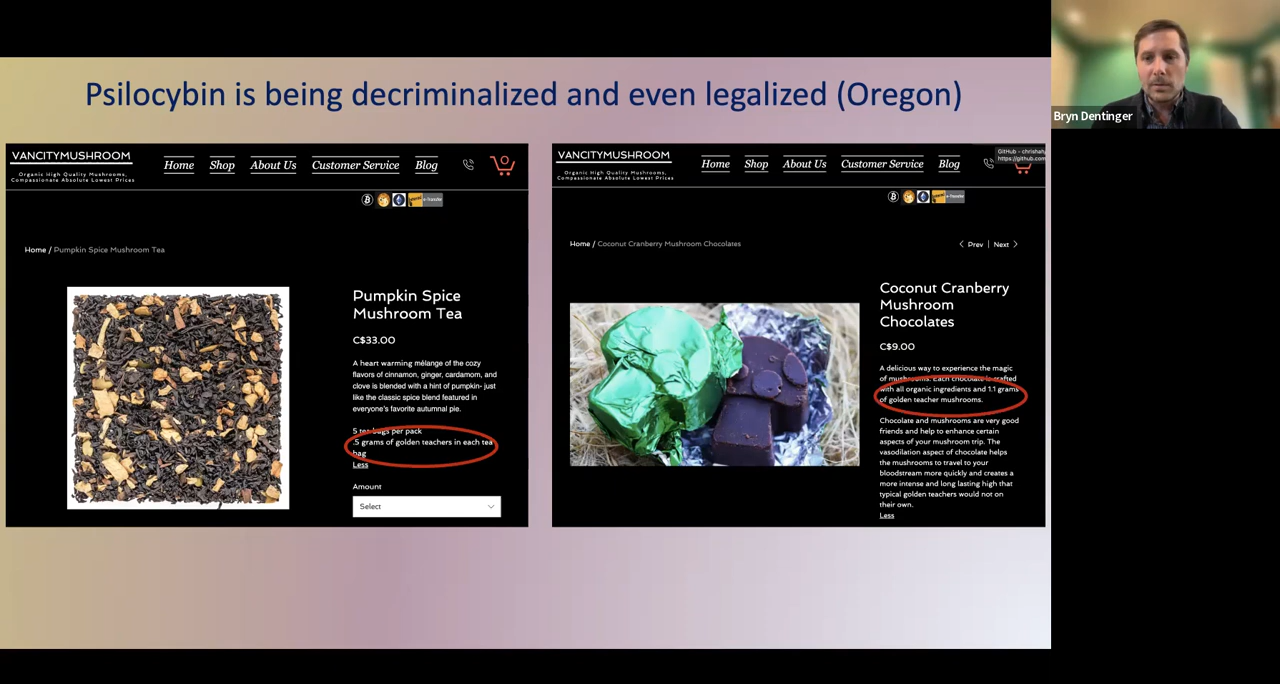 Psilocybin is being decriminalized and even legalized (Oregon)
Bryn Dentinger
VANCITYMUSHROOM
Organic High Quality Mushrooms,
Compassionate Absolute Lowest Prices
Home Shop About Us Customer Service Blog
0
Home / Pumpkin Spice Mushroom Tea
Pumpkin Spice
Mushroom Tea
C$33.00
A heart warming mélange of the cozy
flavors of cinnamon, ginger, cardamom, and
clove is blended with a hint of pumpkin- just
like the classic spice blend featured in
everyone's favorite autumnal pie.
5 tea bags per pack
.5 grams of golden teachers in each tea
bag
Less
Amount
Select
VANCITYMUSHROOM
Organic High Quality Mushrooms,
Compassionate Absolute Lowest Prices
Home Shop About Us Customer Service Blog
https://github.com
Home / Coconut Cranberry Mushroom Chocolates
Prev | Next
Coconut Cranberry
Mushroom
Chocolates
C$9.00
A delicious way to experience the magic
of mushrooms. Each chocolate is crafted
with all organic ingredients and 1.1 grams
of golden teacher mushrooms.
Chocolate and mushrooms are very good
friends and help to enhance certain
aspects of your mushroom trip. The
vasodilation aspect of chocolate helps
the mushrooms to travel to your
bloodstream more quickly and creates a
more intense and long lasting high that
typical golden teachers would not on
their own.
Less